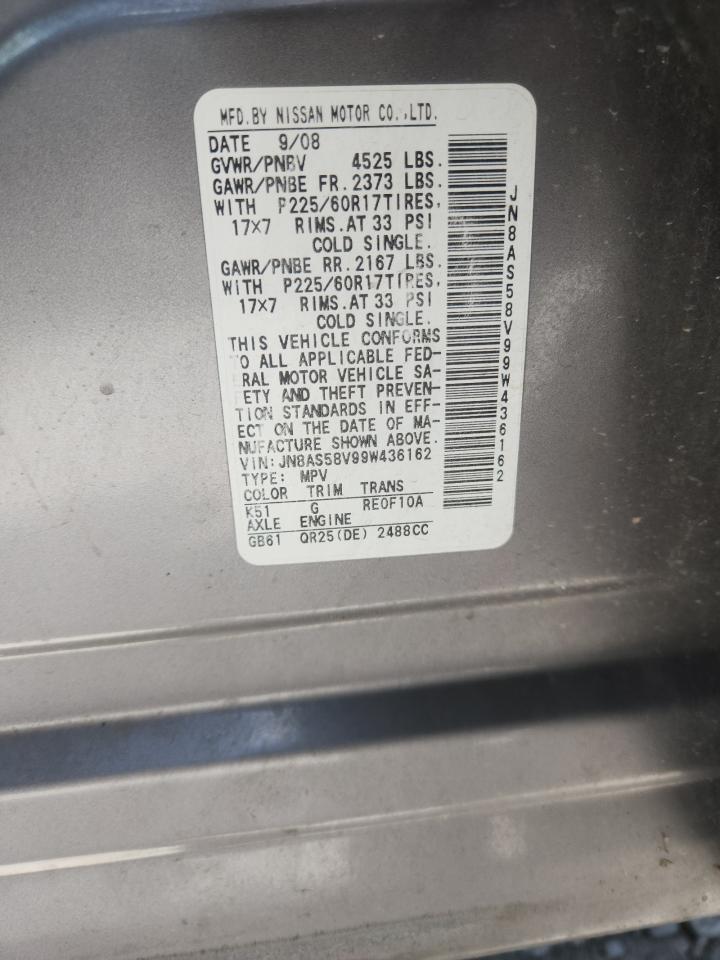 MFD.BY NISSAN MOTOR CO.,LTD.
DATE 9/08
GVWR/PNBV 4525 LBS.
GAWR/PNBE FR.2373 LBS.
WITH P225/60R17TIRES,
17×7 RIMS.AT 33 PSI
COLD SINGLE.
GAWR/PNBE RR.2167 LBS.
WITH P225/60R17TIRES,
17×7 RIMS.AT 33 PSI
COLD SINGLE.
THIS VEHICLE CONFORMS
TO ALL APPLICABLE FED-
ERAL MOTOR VEHICLE SA-
FETY AND THEFT PREVEN-
TION STANDARDS IN EFF-
ECT ON THE DATE OF MA-
NUFACTURE SHOWN ABOVE.
VIN:JN8AS58V99W436162
TYPE: MPV
COLOR TRIM TRANS
K51 G RE0F10A
AXLE ENGINE
GB61 QR25(DE) 2488CC
JN8AS58V99W436162